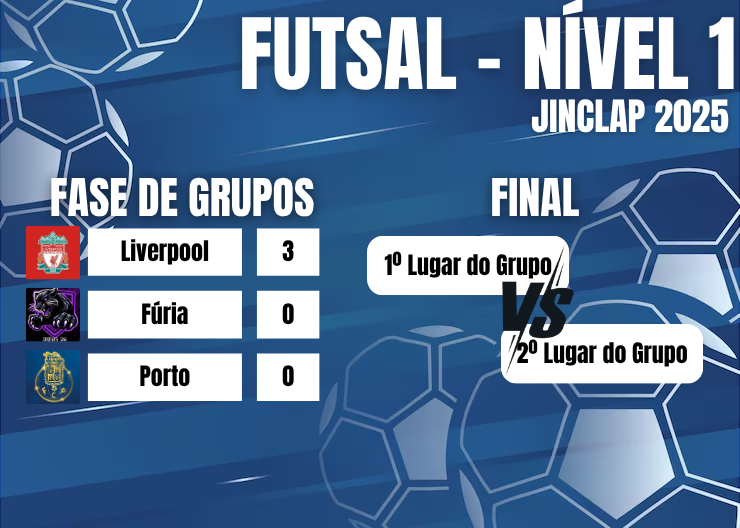 FUTSAL - NÍVEL 1
JINCLAP 2025
FASE DE GRUPOS
Liverpool 3
Fúria 0
Porto 0
FINAL
1º Lugar do Grupo
VS
2º Lugar do Grupo